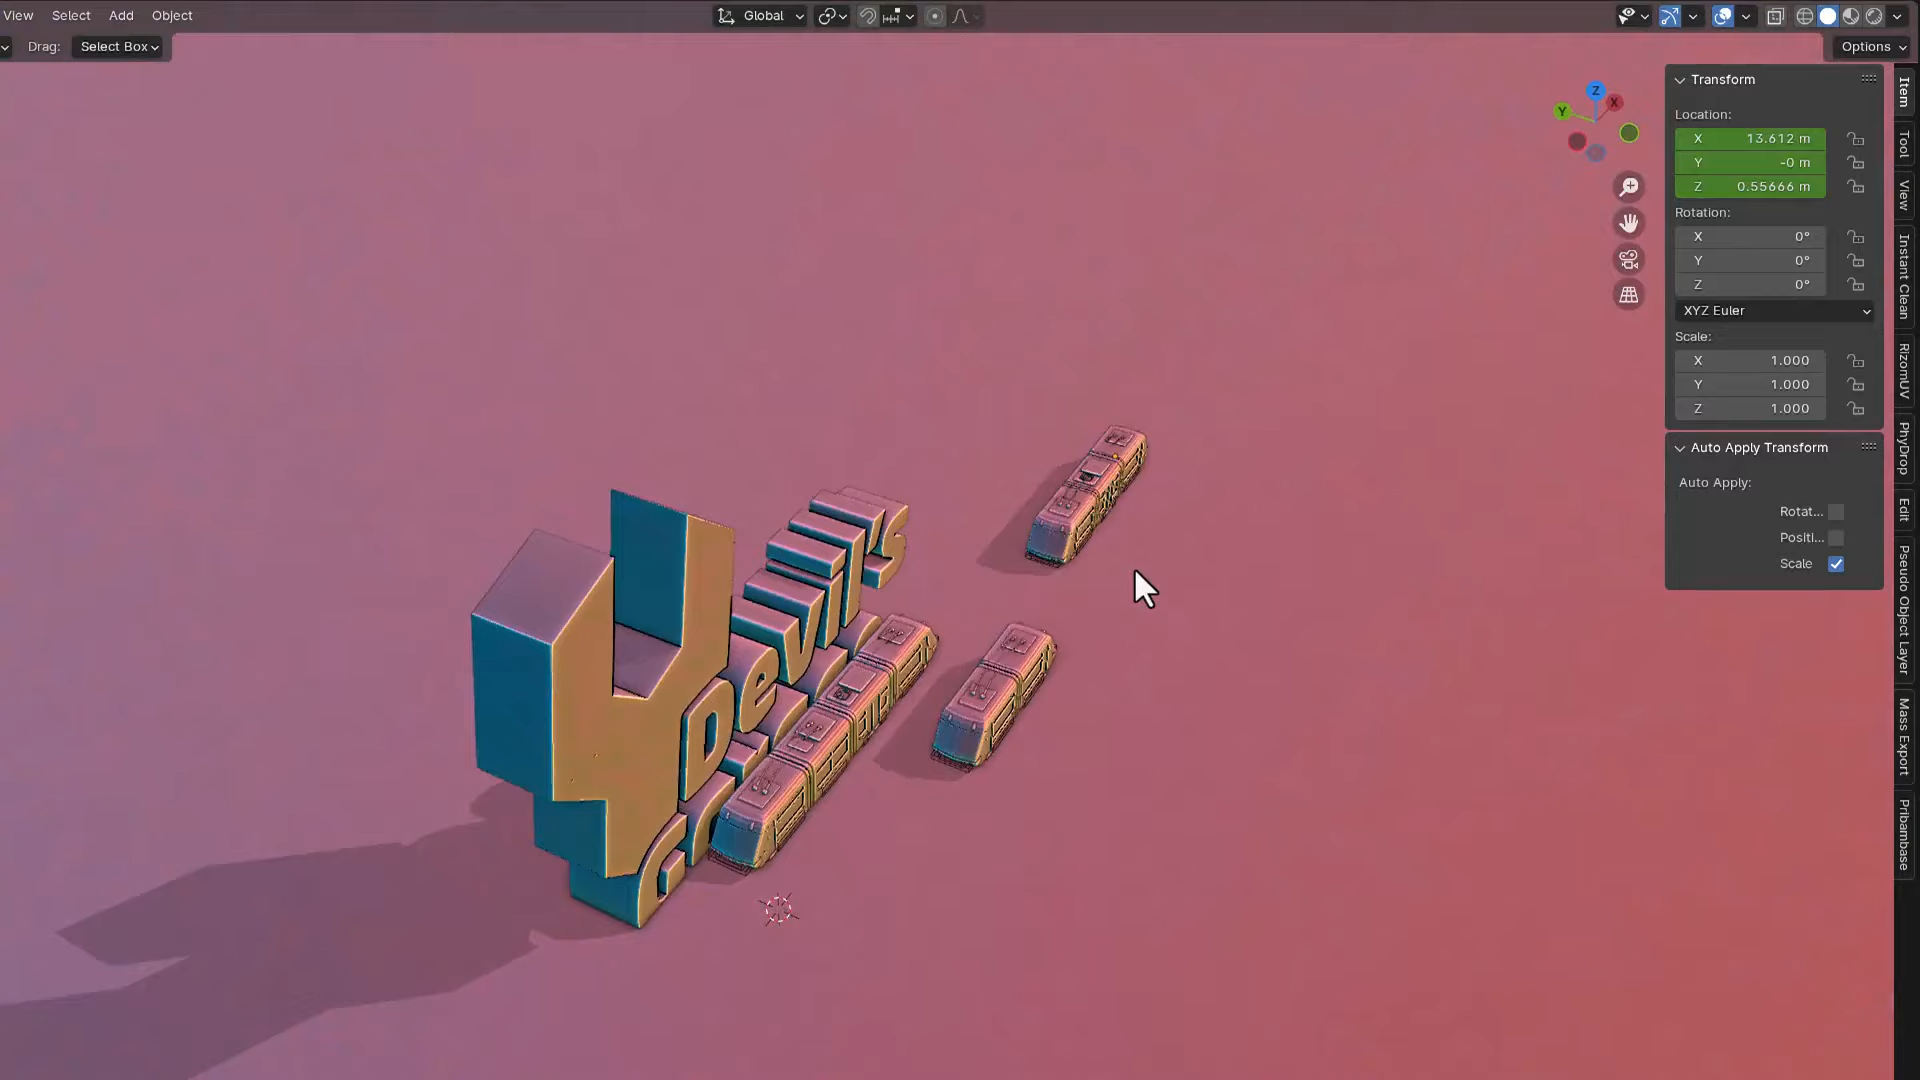 View Select Add Object Global
Drag: Select Box Options
Transform
Location:
X 13.612 m
Y -0 m
Z 0.55666 m
Rotation:
X 0°
Y 0°
Z 0°
XYZ Euler
Scale:
X 1.000
Y 1.000
Z 1.000
Auto Apply Transform
Auto Apply:
Rotat...
Positi...
Scale
Item
Tool
View
Instant Clean
RizomUV
PhyDrop
Edit
Pseudo Object Layer
Mass Export
Pribambase
Z
X
Y
Devils